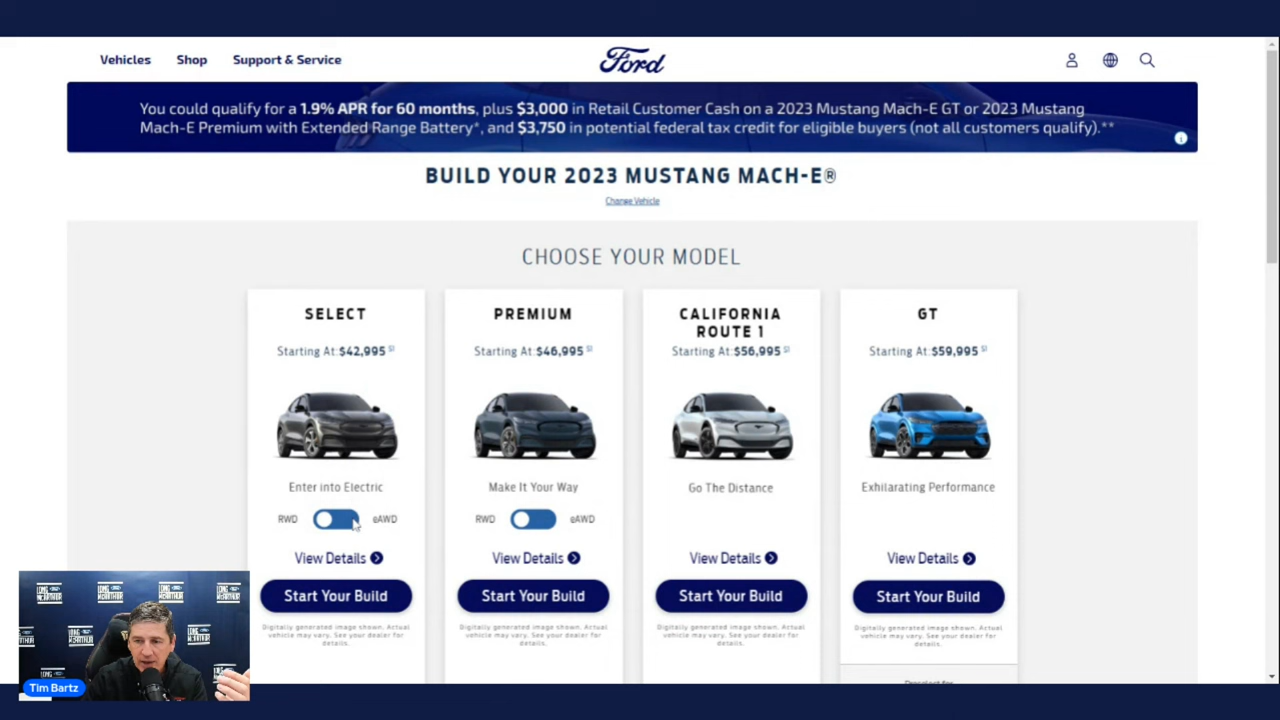 Vehicles Shop Support & Service Ford
You could qualify for a 1.9% APR for 60 months, plus $3,000 in Retail Customer Cash on a 2023 Mustang Mach-E GT or 2023 Mustang
Mach-E Premium with Extended Range Battery*, and $3,750 in potential federal tax credit for eligible buyers (not all customers qualify).**
BUILD YOUR 2023 MUSTANG MACH-E®
Change Vehicle
CHOOSE YOUR MODEL
SELECT
Starting At:$42,995
Enter into Electric
RWD eAWD
View Details
Start Your Build
Digitally generated image shown. Actual
vehicle may vary. See your dealer for
details.
PREMIUM
Starting At:$46,995
Make It Your Way
RWD eAWD
View Details
Start Your Build
Digitally generated image shown. Actual
vehicle may vary. See your dealer for
details.
CALIFORNIA
ROUTE 1
Starting At:$56,995
Go The Distance
View Details
Start Your Build
Digitally generated image shown. Actual
vehicle may vary. See your dealer for
details.
GT
Starting At:$59,995
Exhilarating Performance
View Details
Start Your Build
Digitally generated image shown. Actual
vehicle may vary. See your dealer for
details.
LONG
McARTHUR
Tim Bartz